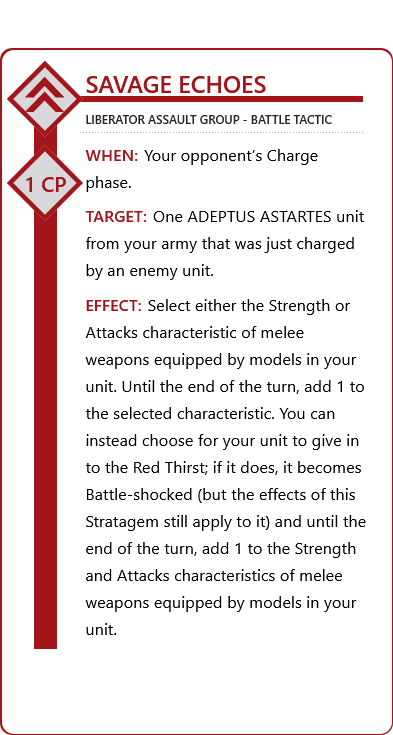 SAVAGE ECHOES
LIBERATOR ASSAULT GROUP - BATTLE TACTIC
WHEN: Your opponent's Charge
phase.
1 CP
TARGET: One ADEPTUS ASTARTES unit
from your army that was just charged
by an enemy unit.
EFFECT: Select either the Strength or
Attacks characteristic of melee
weapons equipped by models in your
unit. Until the end of the turn, add 1 to
the selected characteristic. You can
instead choose for your unit to give in
to the Red Thirst; if it does, it becomes
Battle-shocked (but the effects of this
Stratagem still apply to it) and until the
end of the turn, add 1 to the Strength
and Attacks characteristics of melee
weapons equipped by models in your
unit.